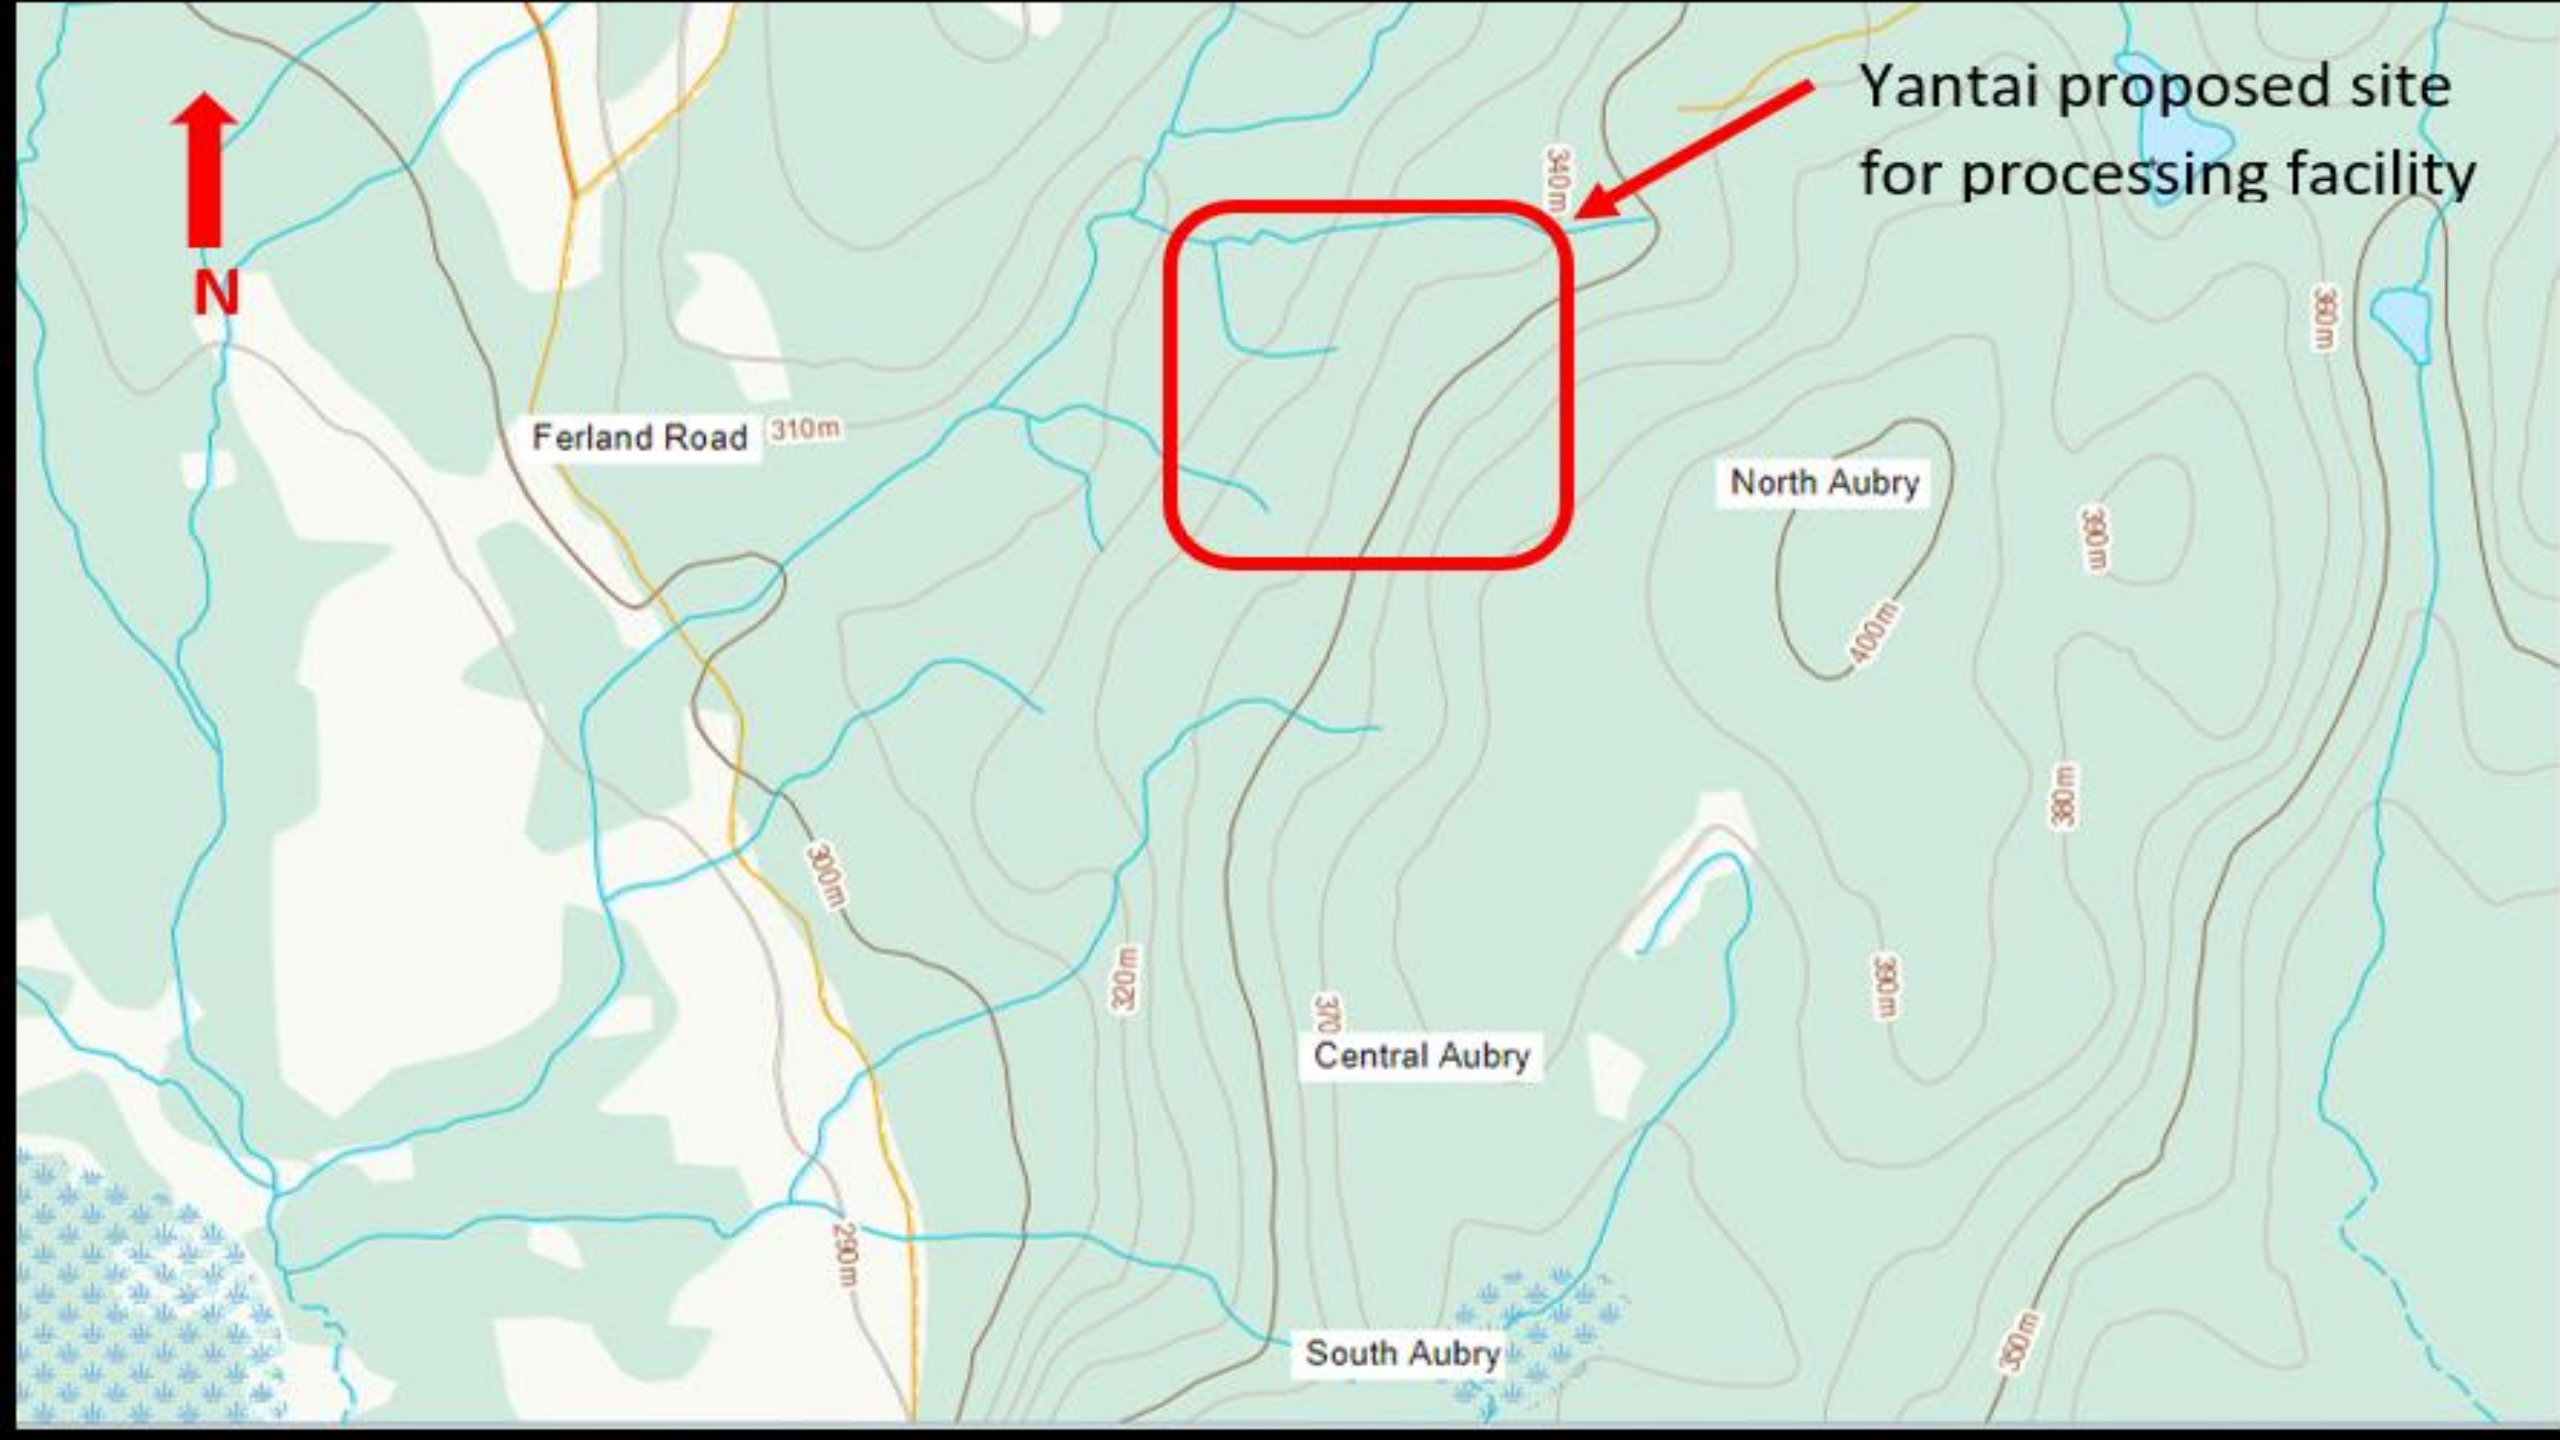 Yantai proposed site
for processing facility
340m
N
360m
Ferland Road
310m
North Aubry
390m
400m
380m
300m
320m
390m
370
Central Aubry
290m
South Aubry
350m